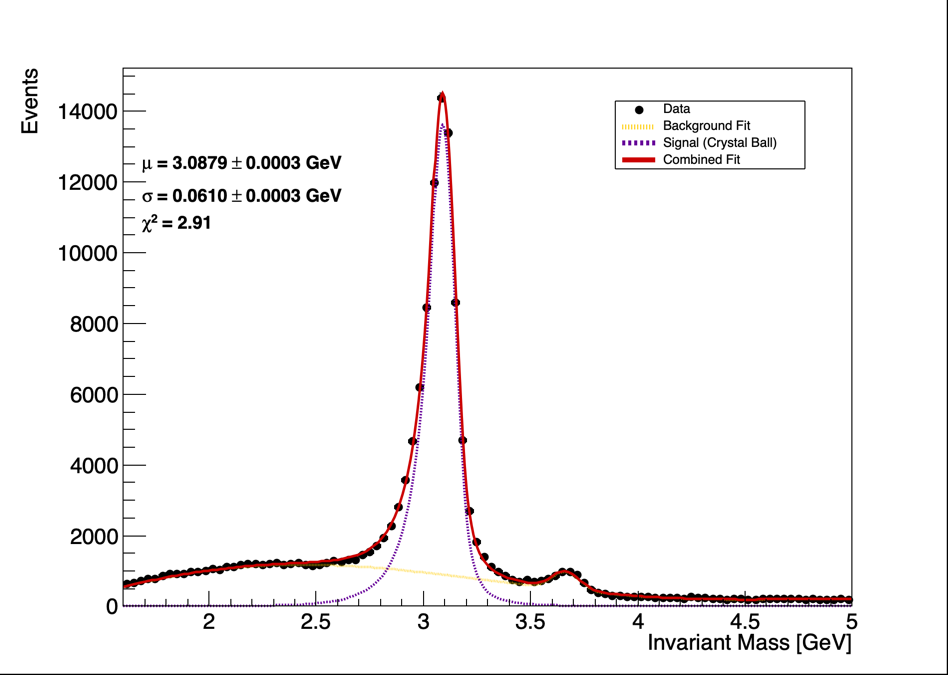 Events
14000
12000
10000
8000
6000
4000
2000
0
μ = 3.0879 ± 0.0003 GeV
σ = 0.0610 ± 0.0003 GeV
χ² = 2.91
Data
Background Fit
Signal (Crystal Ball)
Combined Fit
2 2.5 3 3.5 4 4.5 5
Invariant Mass [GeV]